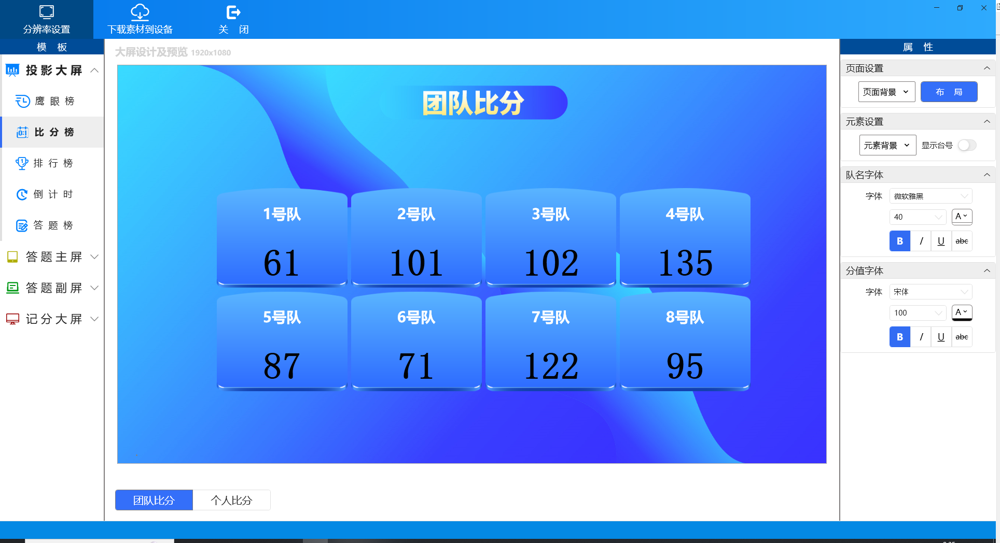 分辨率设置
下载素材到设备
关 闭
模 板
投影大屏
鹰眼榜
比分榜
排行榜
倒计时
答题榜
答题主屏
答题副屏
记分大屏
大屏设计及预览 1920x1080
团队比分
1号队 2号队 3号队 4号队
61 101 102 135
5号队 6号队 7号队 8号队
87 71 122 95
团队比分 个人比分
属 性
页面设置
页面背景 布 局
元素设置
元素背景 显示台号
队名字体
字体 微软雅黑
40 A
B I U abc
分值字体
字体 宋体
100 A
B I U abc